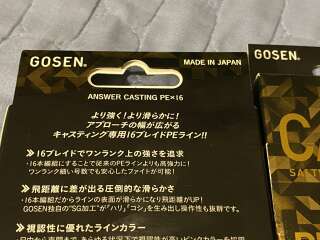 GOSEN®
MADE IN JAPAN
ANSWER CASTING PE×16
より強く!より滑らかに!
アプローチの幅が広がる
キャスティング専用16ブレイドPEライン!!
» 16ブレイドでワンランク上の強さを追求
・16本編組にすることで従来のPEラインよりも高強力に!
ワンランク細い号数でも安心したファイトが可能に!
» 飛距離に差が出る圧倒的な滑らかさ
・16本編組だからラインの表面が滑らかになり飛距離がUP!
GOSEN独自の"SG加工"が「ハリ」「コシ」を生み出し操作性も抜群です。
» 視認性に優れたラインカラー
GOSEN